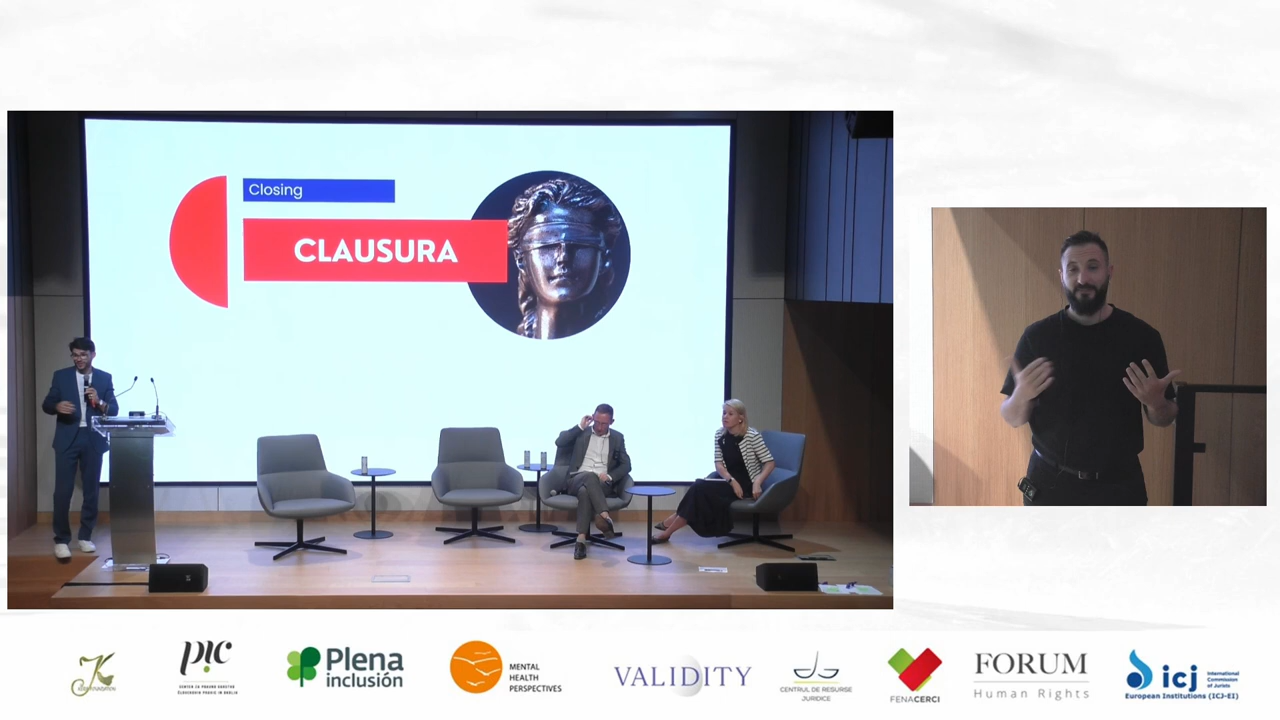 Closing
CLAUSURA
PIC
Plena
inclusión
MENTAL
HEALTH
PERSPECTIVES
VALIDITY
CENTRUL DE RESURSE
JURIDICE
FENACERCI
FORUM
Human Rights
icj
International
Commission
of Jurists
European Institutions (ICJ-EI)